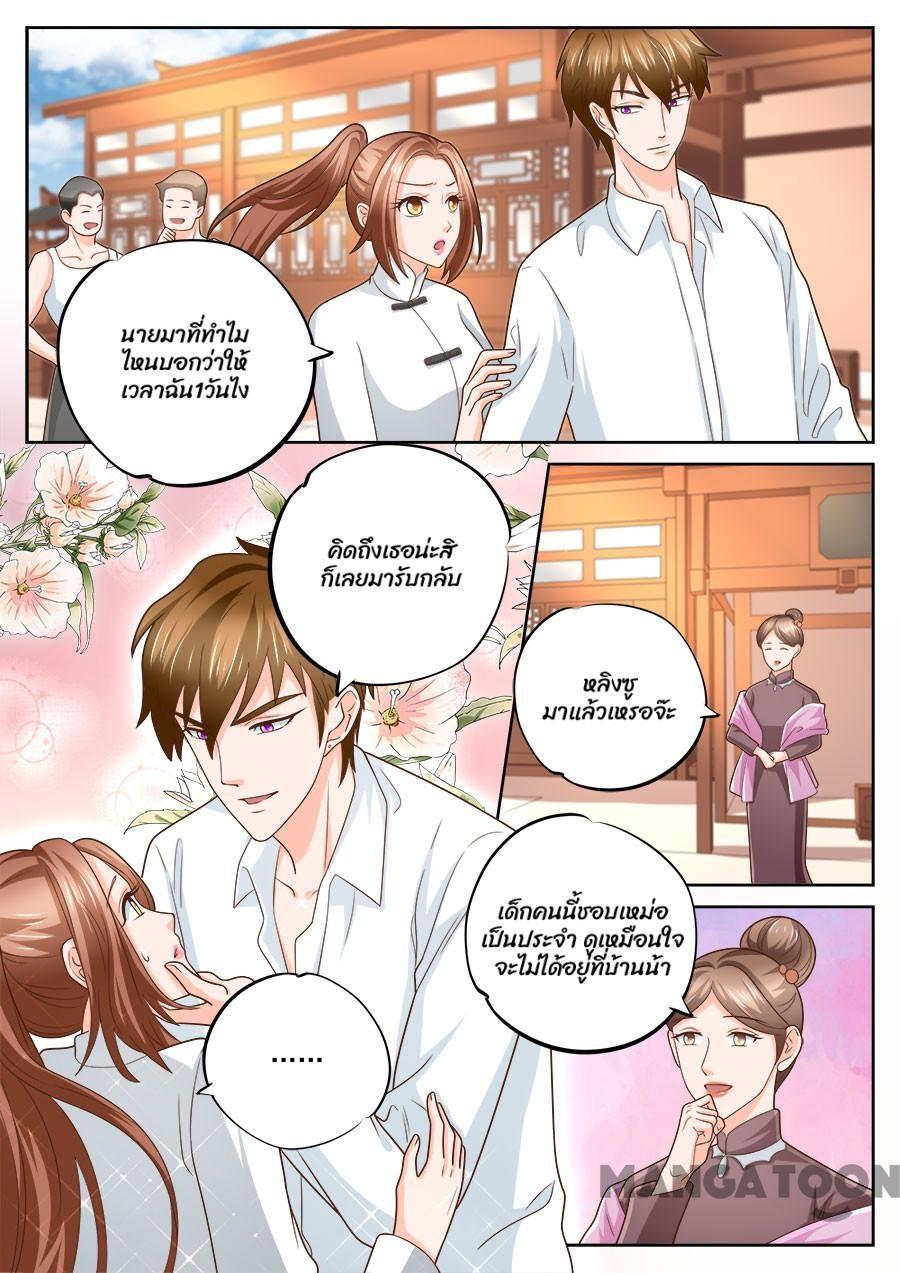 นายมาที่ทำไม
ไหนบอกว่าให้
เวลาฉัน1วันไง
คิดถึงเธอน่ะสิ
ก็เลยมารับกลับ
หลิงซู
มาแล้วเหรอจ๊ะ
เด็กคนนี้ชอบเหม่อ
เป็นประจำ ดูเหมือนใจ
จะไม่ได้อยู่ที่บ้านน้า
......
MANGATOON